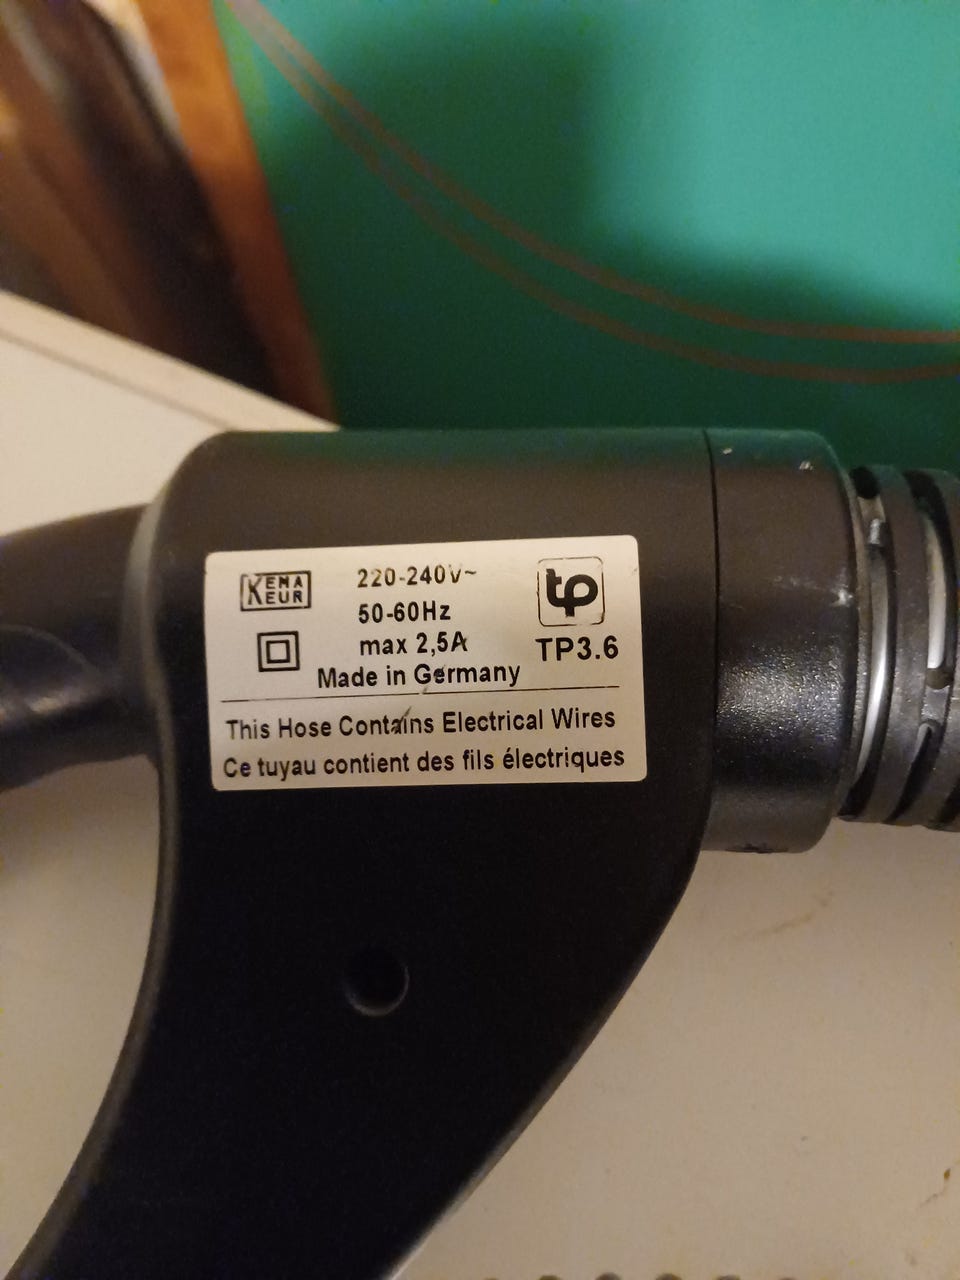 KEMA
EUR
220-240V~
50-60Hz
max 2,5A
Made in Germany
tp
TP3.6
This Hose Contains Electrical Wires
Ce tuyau contient des fils électriques